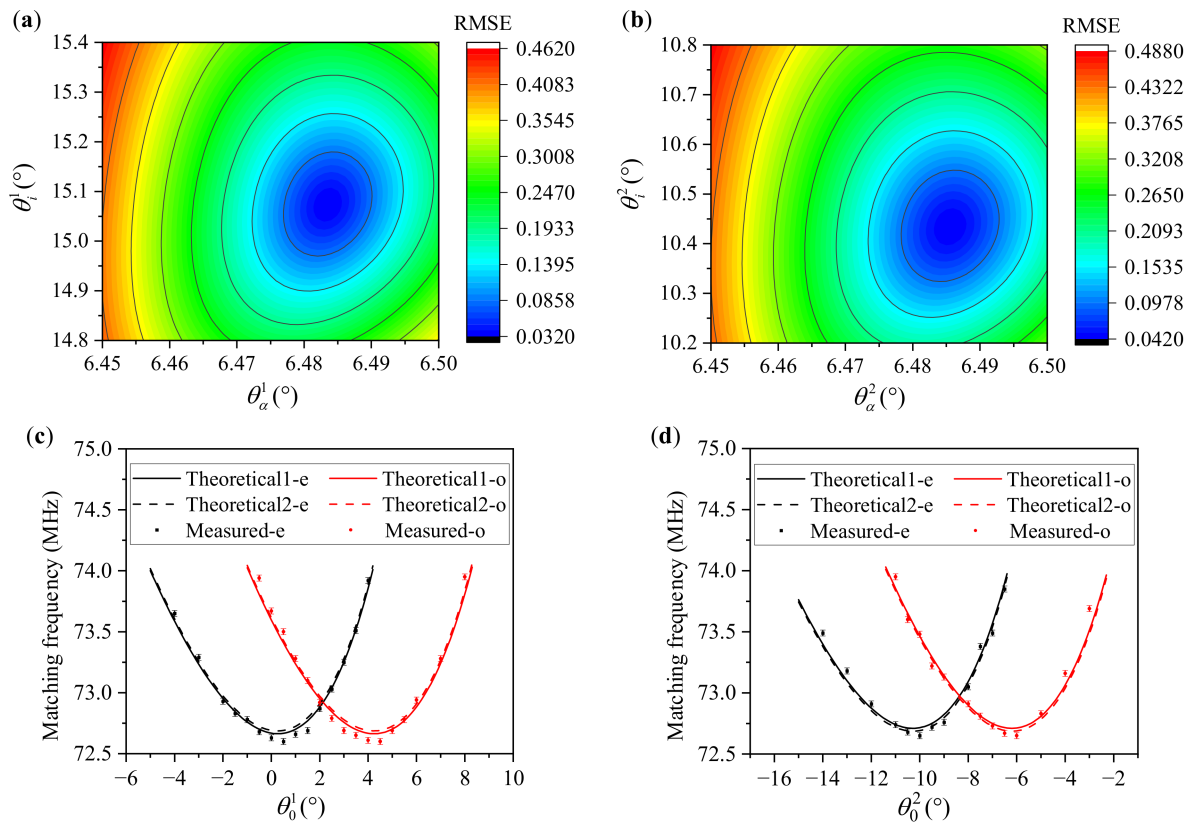 (a)
RMSE
15.4
15.3
15.2
15.1
15.0
14.9
14.8
θ_i^1 (°)
6.45 6.46 6.47 6.48 6.49 6.50
θ_α^1 (°)
0.4620
0.4083
0.3545
0.3008
0.2470
0.1933
0.1395
0.0858
0.0320
(b)
RMSE
10.8
10.7
10.6
10.5
10.4
10.3
10.2
θ_i^2 (°)
6.45 6.46 6.47 6.48 6.49 6.50
θ_α^2 (°)
0.4880
0.4322
0.3765
0.3207
0.2650
0.2093
0.1535
0.0978
0.0420
(c)
75.0
74.5
74.0
73.5
73.0
72.5
Matching frequency (MHz)
Theoretical1-e Theoretical1-o
Theoretical2-e Theoretical2-o
Measured-e Measured-o
−6 −4 −2 0 2 4 6 8 10
θ_0^1 (°)
(d)
75.0
74.5
74.0
73.5
73.0
72.5
Matching frequency (MHz)
Theoretical1-e Theoretical1-o
Theoretical2-e Theoretical2-o
Measured-e Measured-o
−16 −14 −12 −10 −8 −6 −4 −2
θ_0^2 (°)